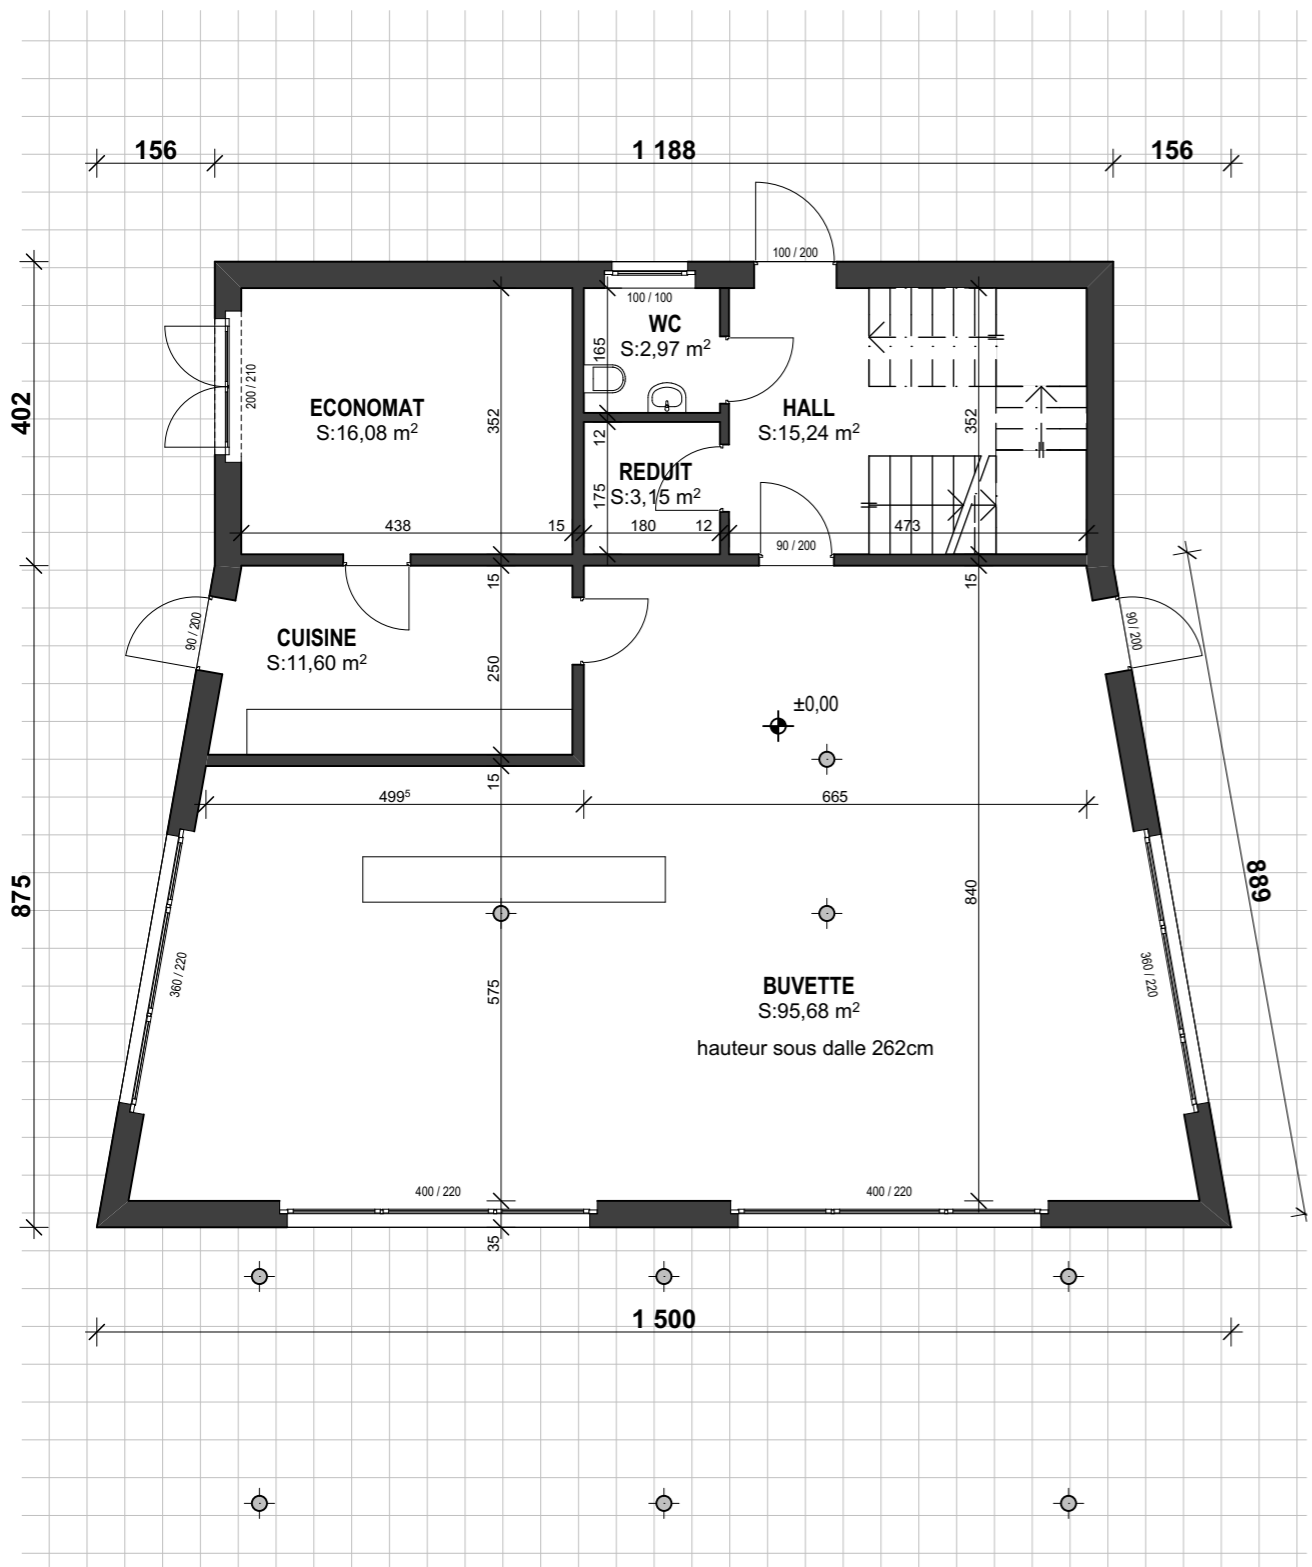 156
1 188
156
100 / 200
100 / 100
WC
S:2,97 m²
165
200 / 210
402
ECONOMAT
S:16,08 m²
352
HALL
S:15,24 m²
352
12
REDUIT
S:3,15 m²
175
438
15
180
12
473
90 / 200
15
15
90 / 200
CUISINE
S:11,60 m²
250
90 / 200
±0,00
15
499⁵
665
875
889
840
360 / 220
575
BUVETTE
S:95,68 m²
hauteur sous dalle 262cm
360 / 220
400 / 220
400 / 220
35
1 500